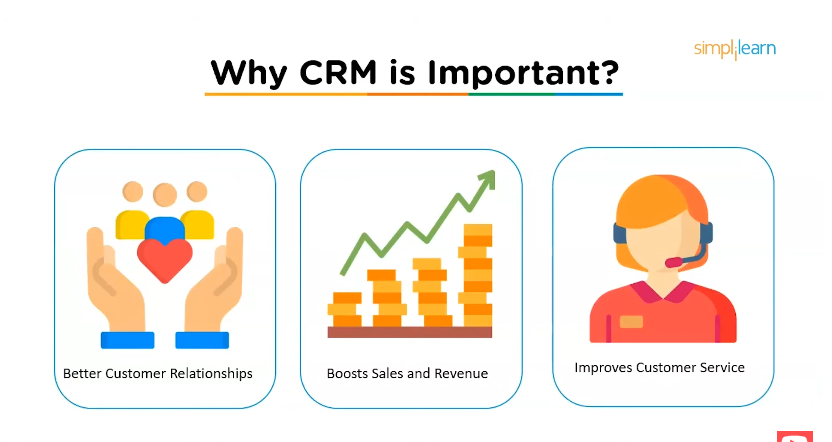 simplilearn
Why CRM is Important?
Better Customer Relationships
Boosts Sales and Revenue
Improves Customer Service